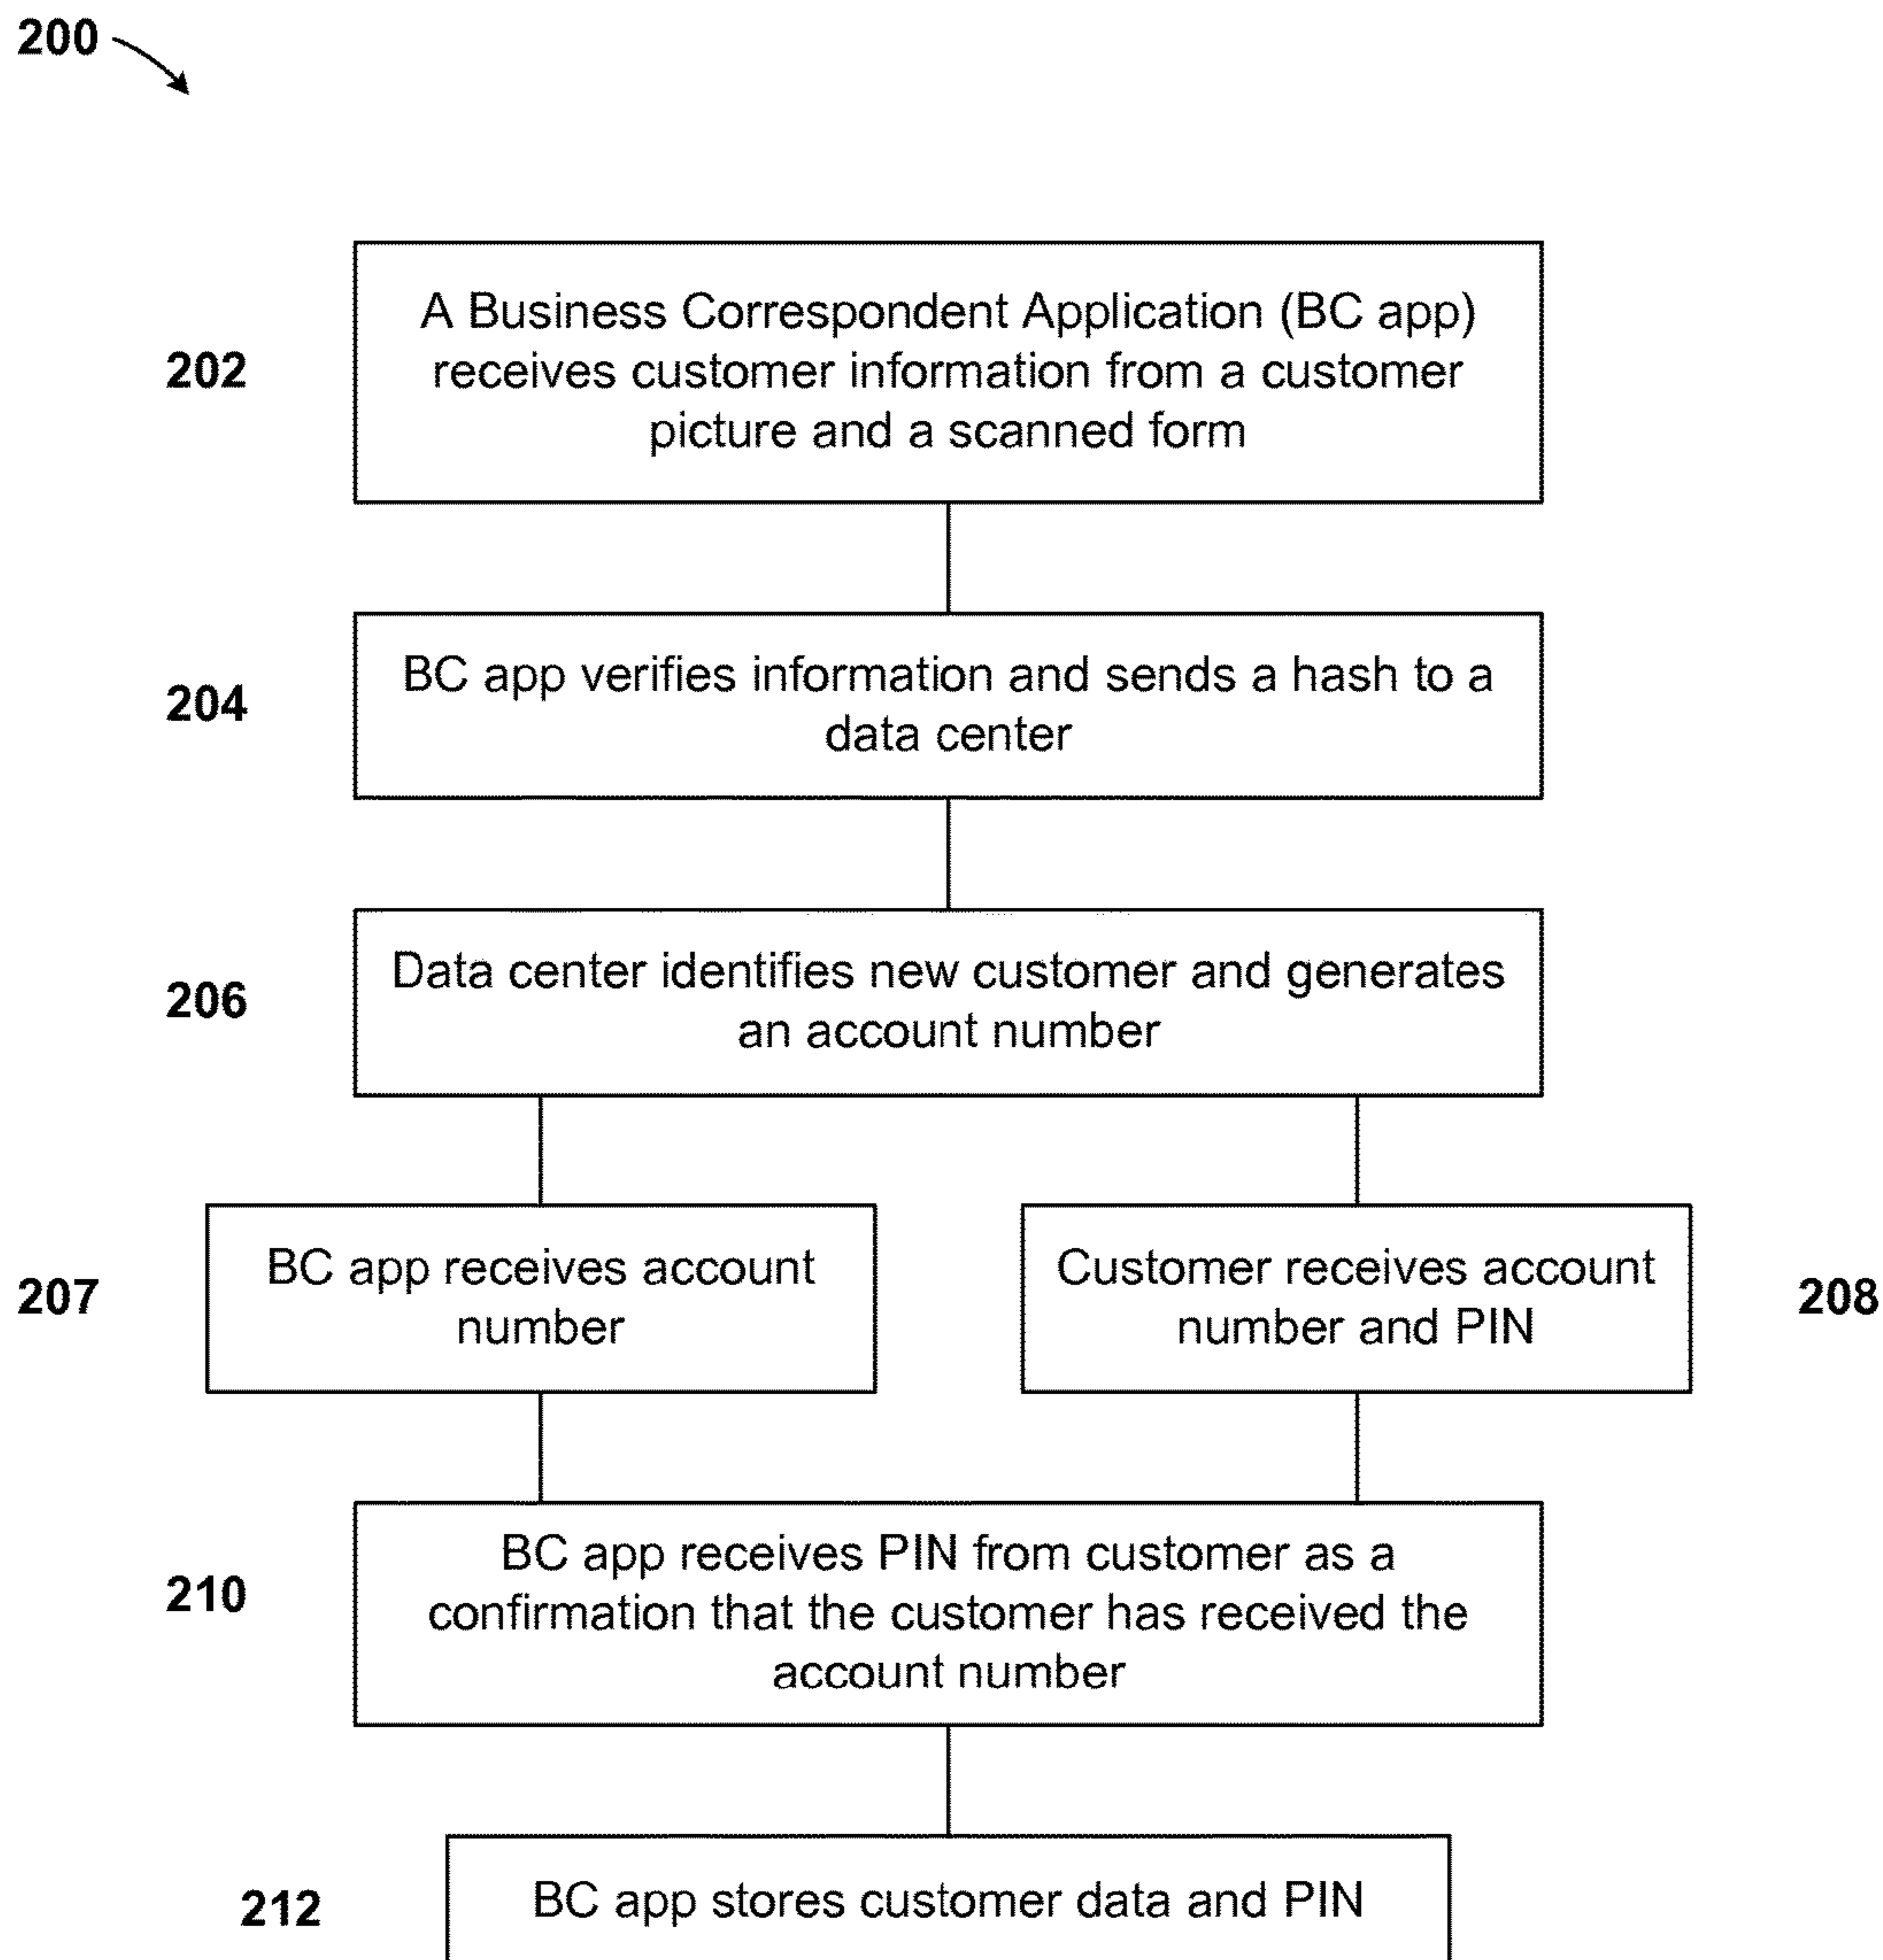 200
202
A Business Correspondent Application (BC app)
receives customer information from a customer
picture and a scanned form
204
BC app verifies information and sends a hash to a
data center
206
Data center identifies new customer and generates
an account number
207
BC app receives account
number
Customer receives account
number and PIN
208
210
BC app receives PIN from customer as a
confirmation that the customer has received the
account number
212
BC app stores customer data and PIN